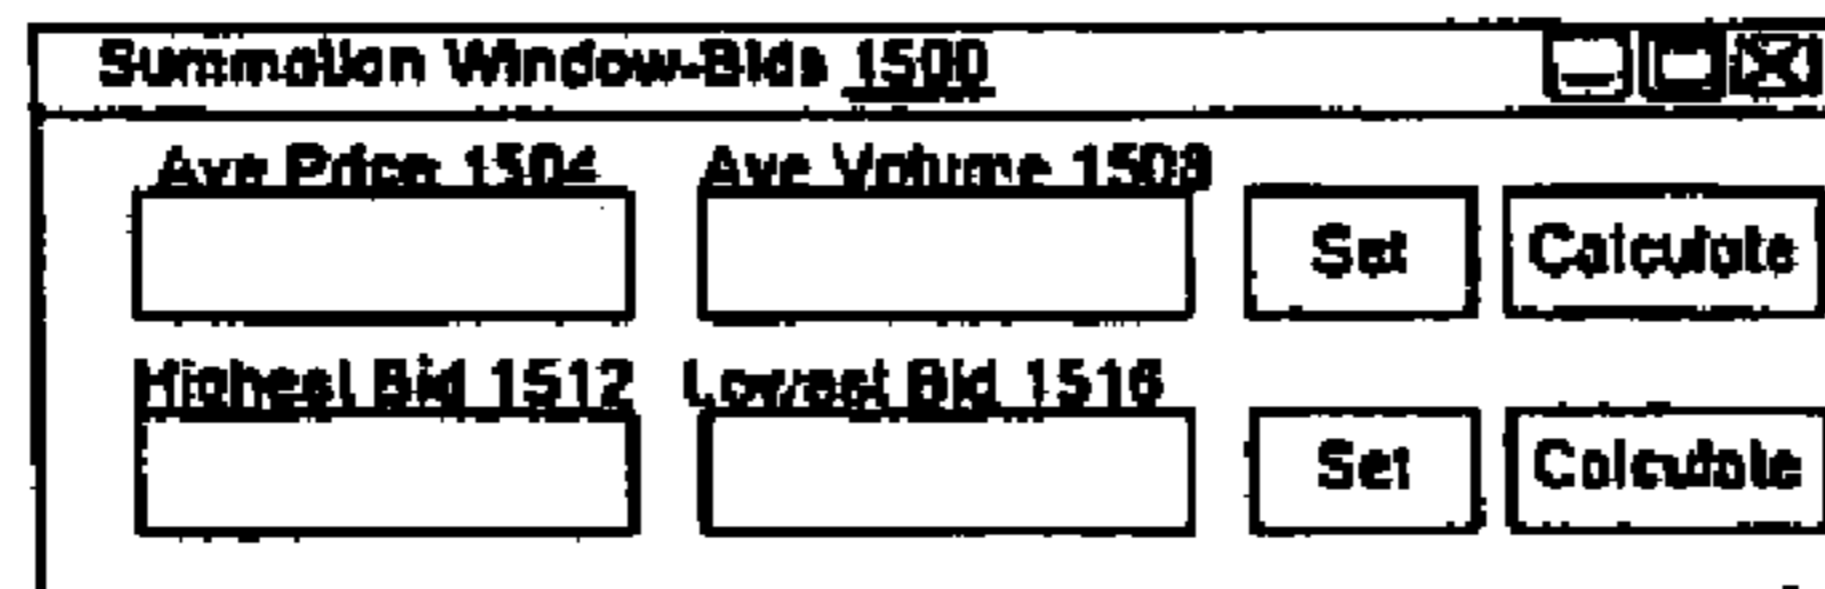 Summation Window-Bids 1500
Ave Price 1504 Ave Volume 1508
Set Calculate
Highest Bid 1512 Lowest Bid 1516
Set Calculate